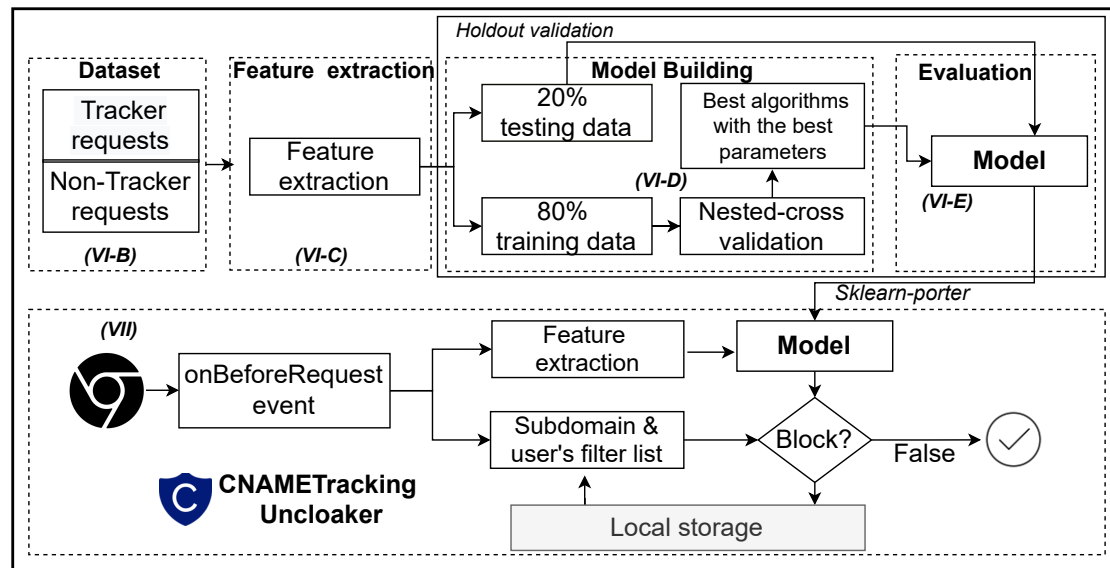 Holdout validation
Dataset
Tracker
requests
Non-Tracker
requests
(VI-B)
Feature extraction
Feature
extraction
(VI-C)
Model Building
20%
testing data
80%
training data
(VI-D)
Best algorithms
with the best
parameters
Nested-cross
validation
Evaluation
Model
(VI-E)
Sklearn-porter
(VII)
onBeforeRequest
event
Feature
extraction
Model
Subdomain &
user's filter list
Block?
False
C
CNAMETracking
Uncloaker
Local storage